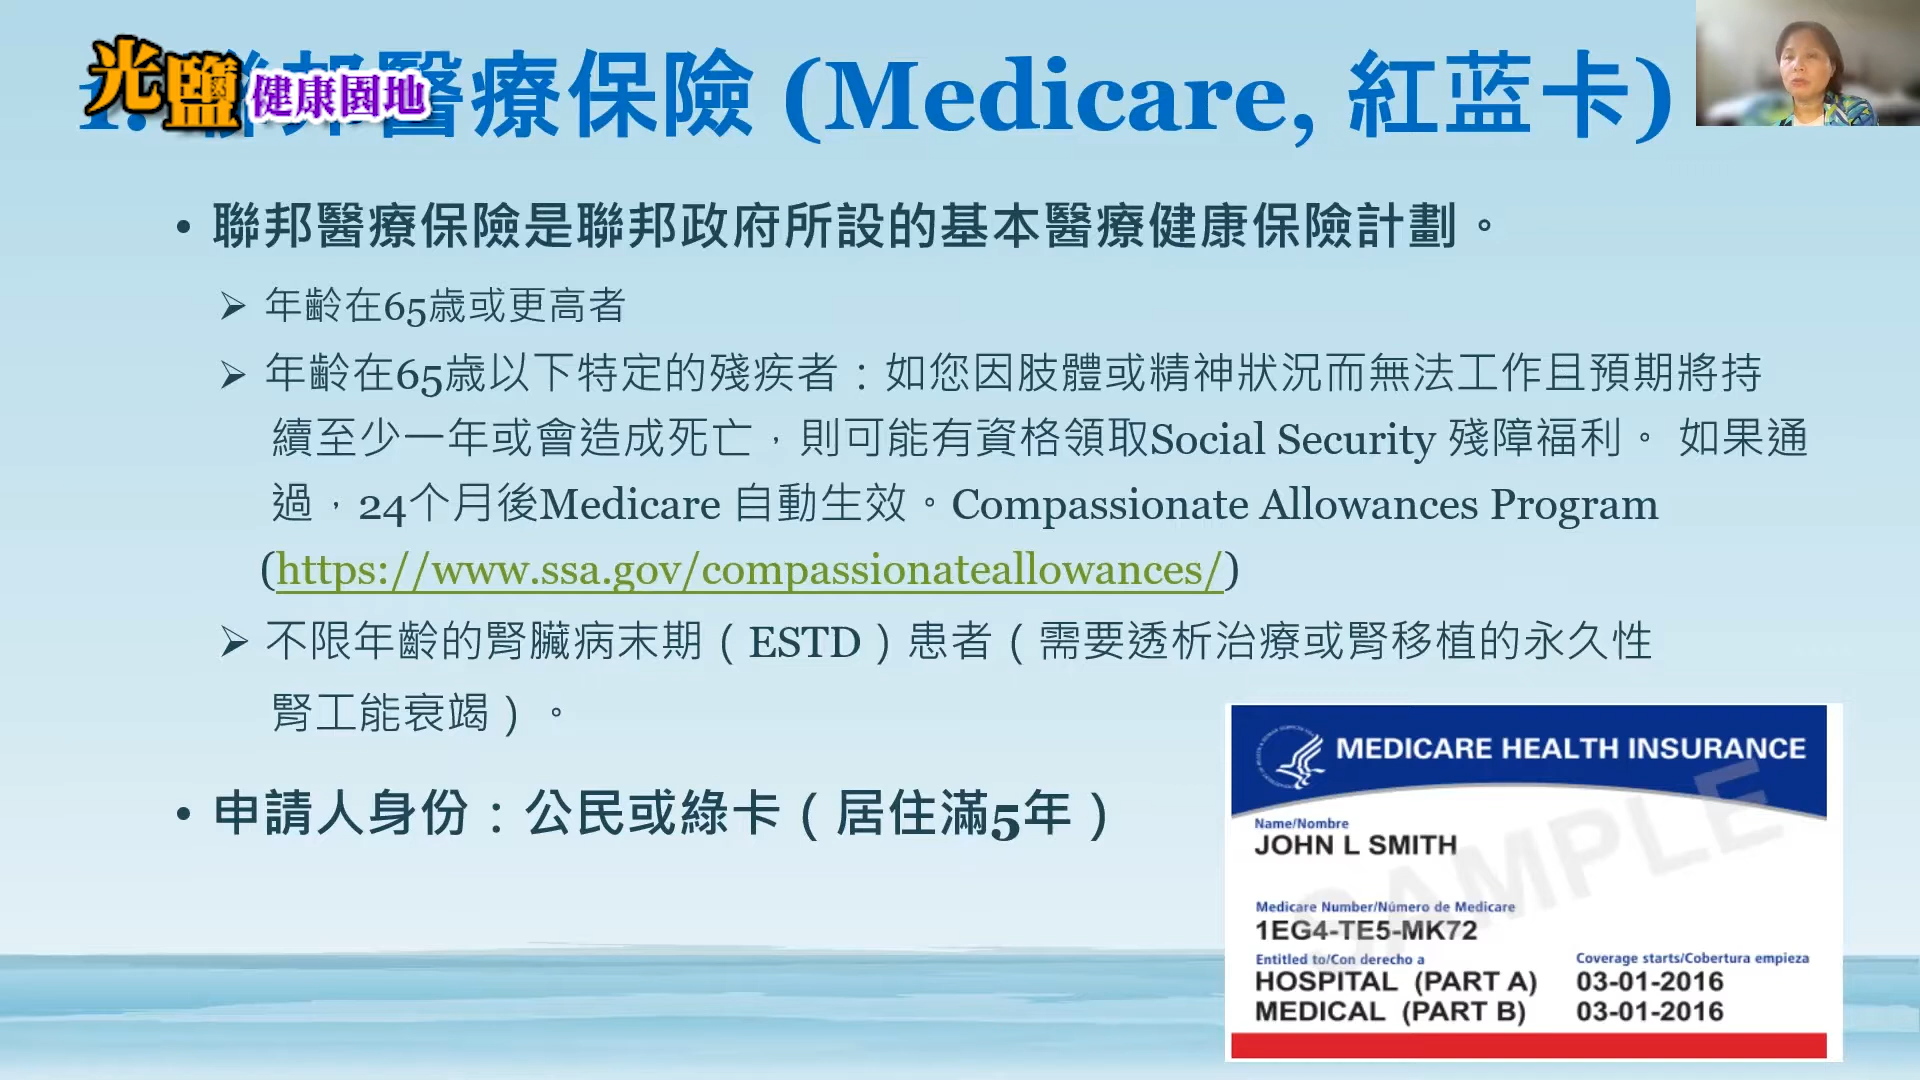 光鹽 健康園地
1. 聯邦醫療保險 (Medicare, 紅蓝卡)
• 聯邦醫療保險是聯邦政府所設的基本醫療健康保險計劃。
➢ 年齡在65歲或更高者
➢ 年齡在65歲以下特定的殘疾者：如您因肢體或精神狀況而無法工作且預期將持
續至少一年或會造成死亡，則可能有資格領取Social Security 殘障福利。 如果通
過，24个月後Medicare 自動生效。Compassionate Allowances Program
(https://www.ssa.gov/compassionateallowances/)
➢ 不限年齡的腎臟病末期（ESTD）患者（需要透析治療或腎移植的永久性
腎工能衰竭）。
• 申請人身份：公民或綠卡（居住滿5年）
MEDICARE HEALTH INSURANCE
Name/Nombre
JOHN L SMITH
SAMPLE
Medicare Number/Número de Medicare
1EG4-TE5-MK72
Entitled to/Con derecho a Coverage starts/Cobertura empieza
HOSPITAL (PART A) 03-01-2016
MEDICAL (PART B) 03-01-2016